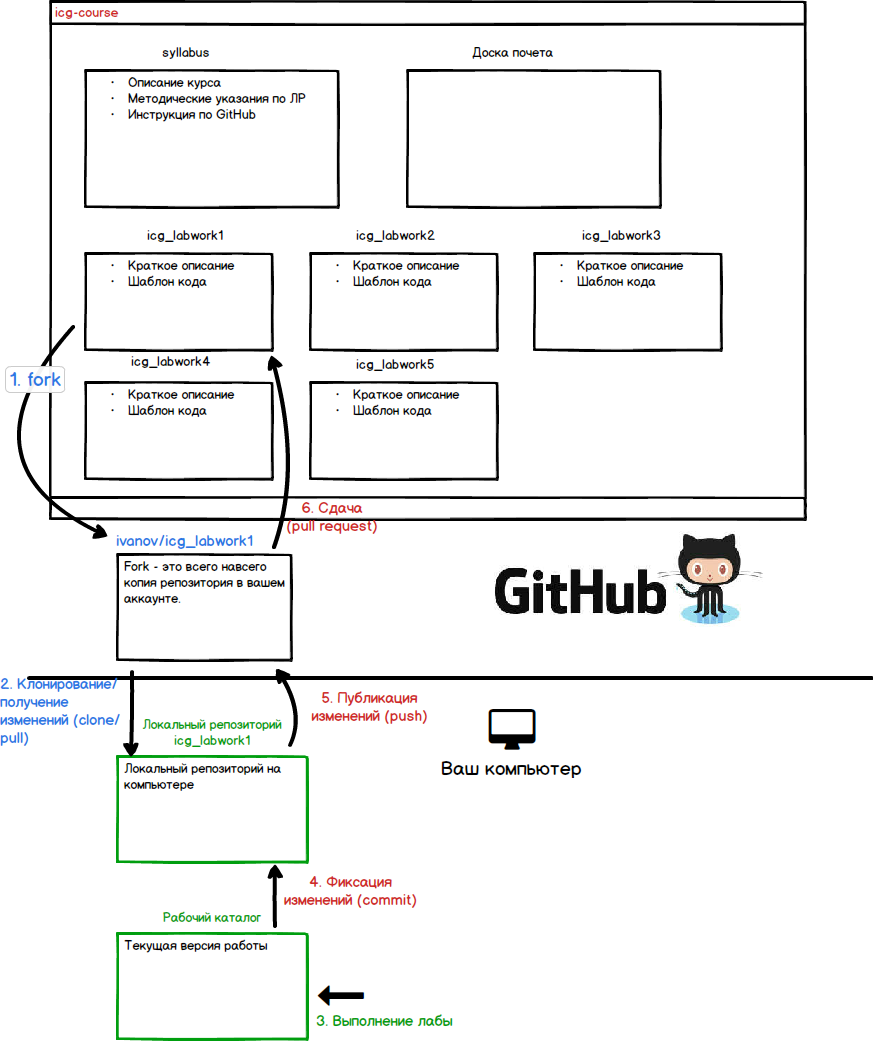 icg-course
syllabus
Доска почета
· Описание курса
· Методические указания по ЛР
· Инструкция по GitHub
icg_labwork1
icg_labwork2
icg_labwork3
· Краткое описание
· Шаблон кода
· Краткое описание
· Шаблон кода
· Краткое описание
· Шаблон кода
icg_labwork4
icg_labwork5
1. fork
· Краткое описание
· Шаблон кода
· Краткое описание
· Шаблон кода
6. Сдача
(pull request)
ivanov/icg_labwork1
Fork - это всего навсего
копия репозитория в вашем
аккаунте.
GitHub
2. Клонирование/
получение
изменений (clone/
pull)
5. Публикация
изменений (push)
Локальный репозиторий
icg_labwork1
Ваш компьютер
Локальный репозиторий на
компьютере
4. Фиксация
изменений (commit)
Рабочий каталог
Текущая версия работы
3. Выполнение лабы